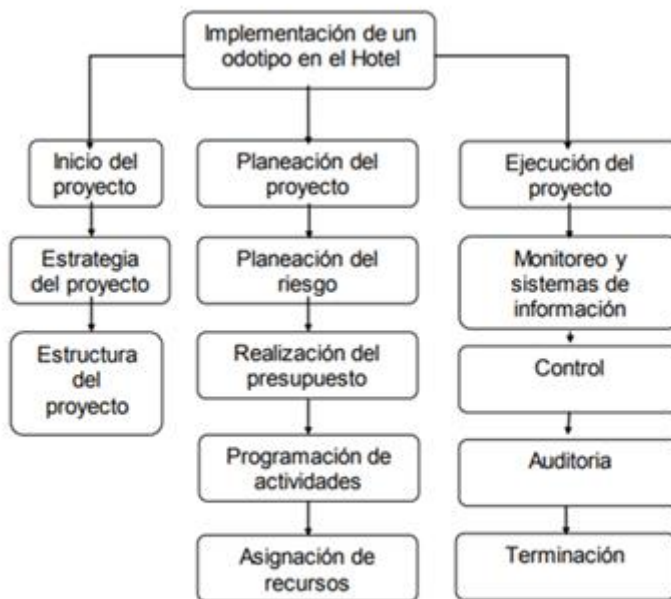 Implementación de un
odotipo en el Hotel
Inicio del
proyecto
Estrategia
del proyecto
Estructura
del
proyecto
Planeación del
proyecto
Planeación del
riesgo
Realización del
presupuesto
Programación de
actividades
Asignación de
recursos
Ejecución del
proyecto
Monitoreo y
sistemas de
información
Control
Auditoria
Terminación